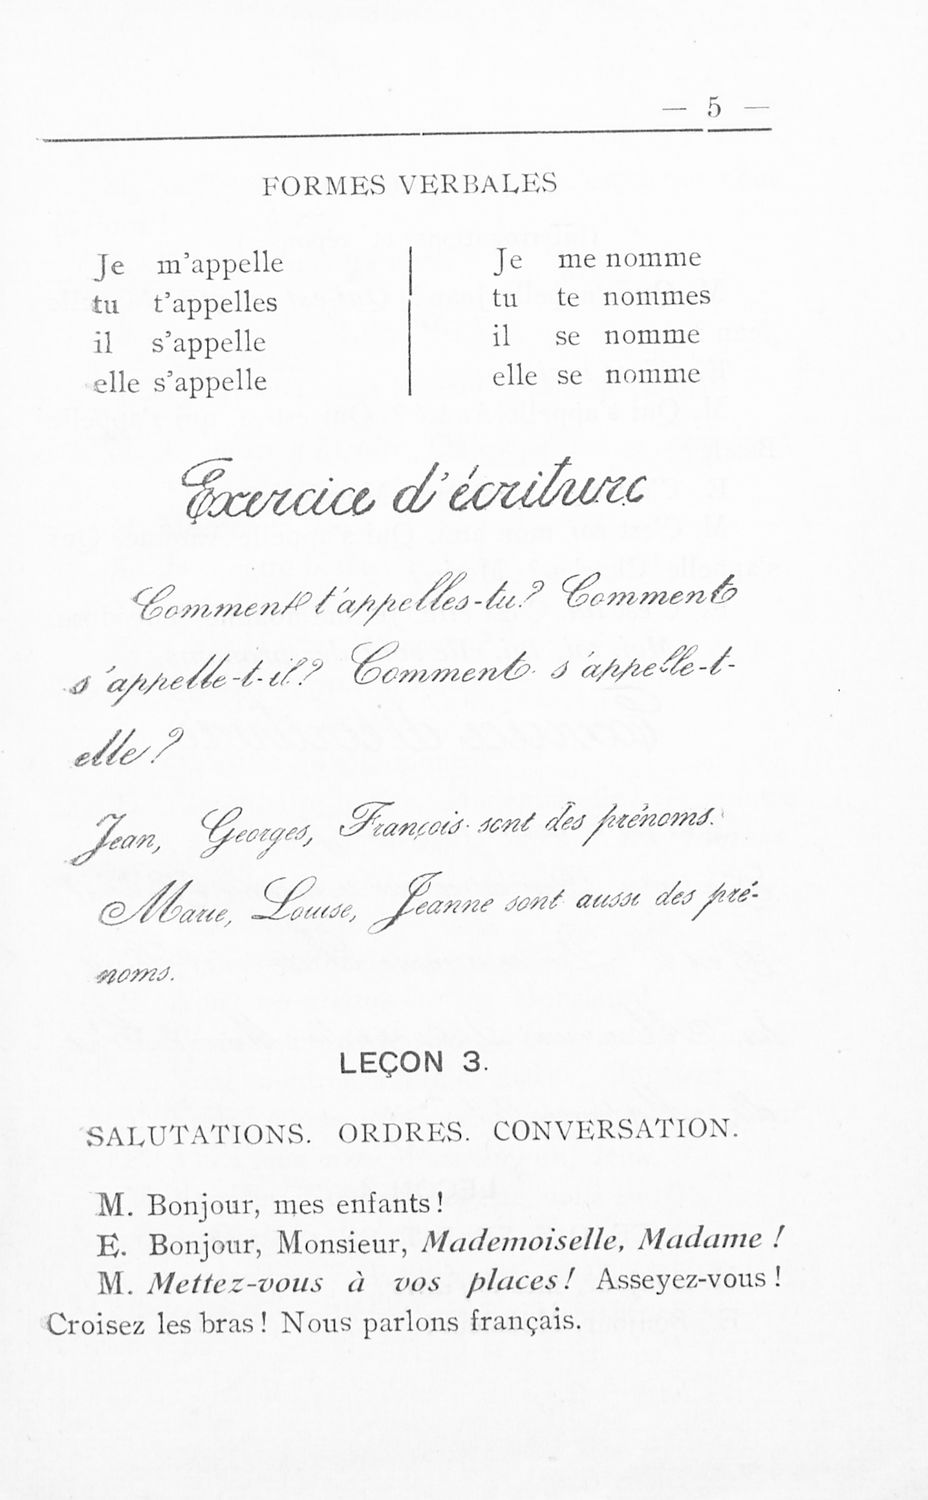 — 5 —
FORMES VERBALES
Je m’appelle
tu t’appelles
il s’appelle
elle s’appelle
Je me nomme
tu te nommes
il se nomme
elle se nomme
Exercice d’écriture
Comment t’appelles-tu? Comment
s’appelle-t-il? Comment s’appelle-t-
elle?
Jean, Georges, François sont des prénoms.
Marie, Louise, Jeanne sont aussi des pré-
noms.
LEÇON 3.
SALUTATIONS. ORDRES. CONVERSATION.
M. Bonjour, mes enfants!
E. Bonjour, Monsieur, Mademoiselle, Madame!
M. Mettez-vous à vos places! Asseyez-vous!
Croisez les bras! Nous parlons français.